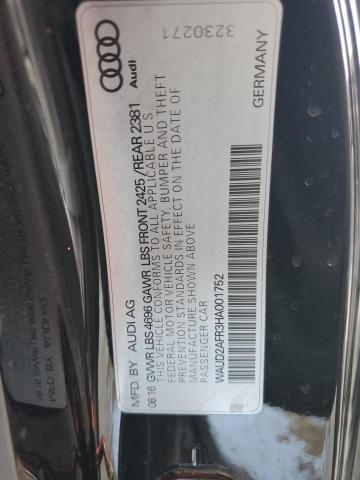 MFD. BY AUDI AG
08 16 GVWR LBS 4696 GAWR LBS FRONT 2425 / REAR 2381
THIS VEHICLE CONFORMS TO ALL APPLICABLE U S
FEDERAL MOTOR VEHICLE SAFETY, BUMPER AND THEFT
PREVENTION STANDARDS IN EFFECT ON THE DATE OF
MANUFACTURE SHOWN ABOVE
PASSENGER CAR
WAUD2AFR3HA001752
GERMANY
Audi
3230271